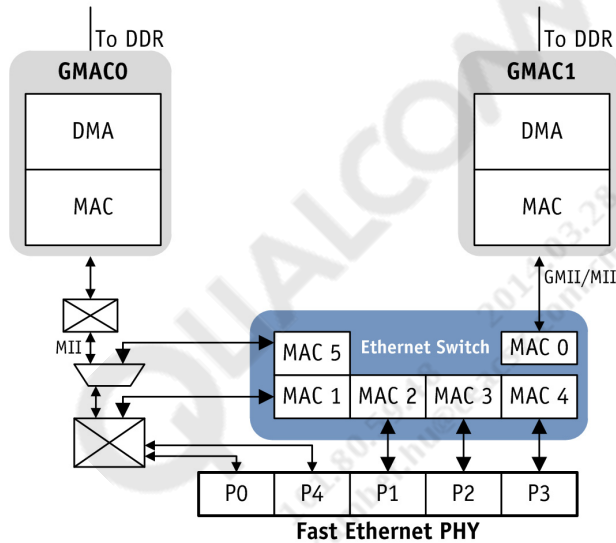 To DDR
To DDR
GMAC0
GMAC1
DMA
DMA
MAC
MAC
GMII/MII
MII
MAC 5
Ethernet Switch
MAC 0
MAC 1
MAC 2
MAC 3
MAC 4
P0
P4
P1
P2
P3
Fast Ethernet PHY
QUALCOMM